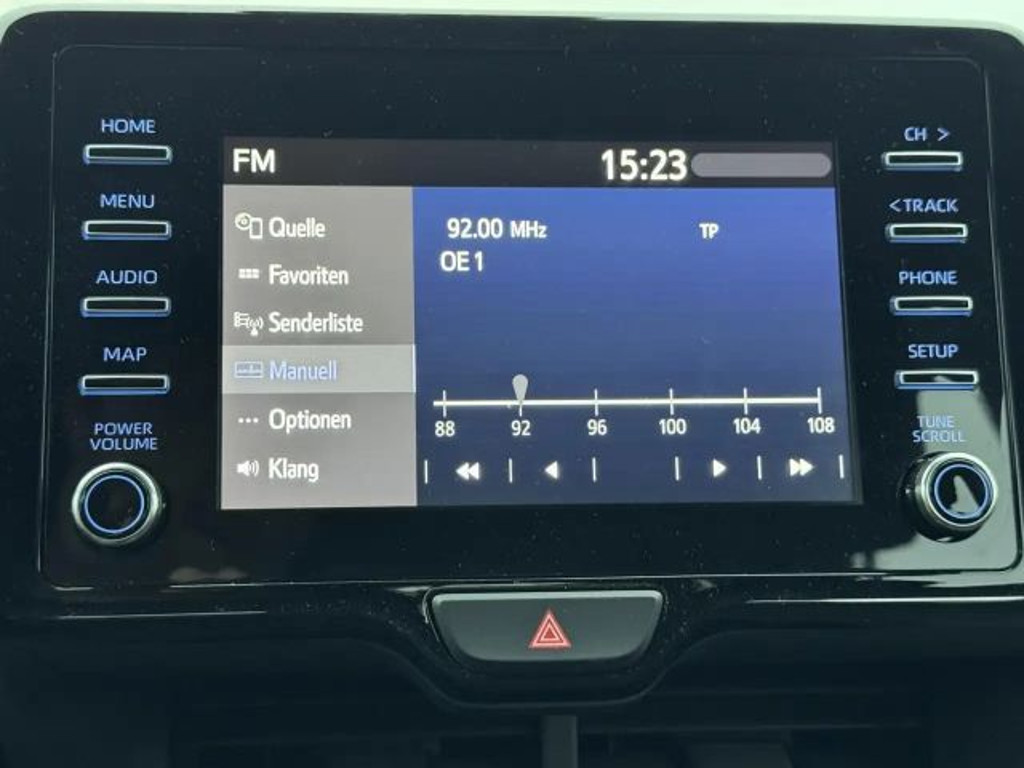 HOME
MENU
AUDIO
MAP
POWER
VOLUME
FM 15:23
Quelle
Favoriten
Senderliste
Manuell
Optionen
Klang
92.00 MHz TP
OE 1
88 92 96 100 104 108
CH >
< TRACK
PHONE
SETUP
TUNE
SCROLL